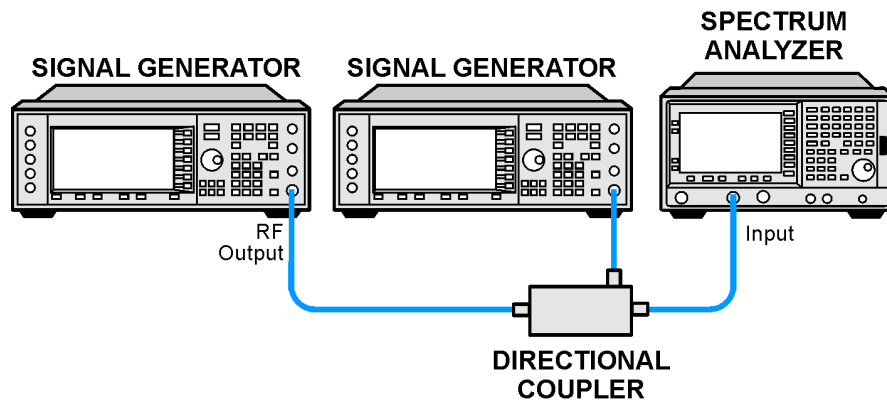 SPECTRUM
ANALYZER
SIGNAL GENERATOR
SIGNAL GENERATOR
RF
Output
Input
DIRECTIONAL
COUPLER